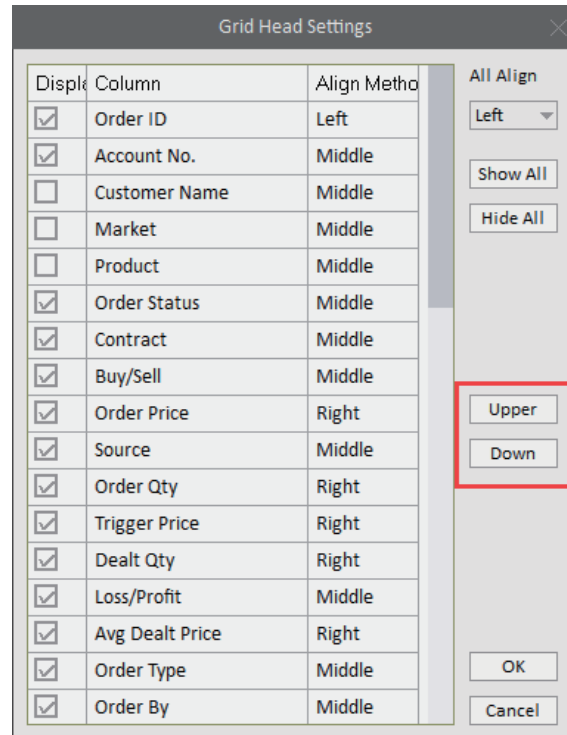 Grid Head Settings
Displa Column Align Metho
Order ID Left
Account No. Middle
Customer Name Middle
Market Middle
Product Middle
Order Status Middle
Contract Middle
Buy/Sell Middle
Order Price Right
Source Middle
Order Qty Right
Trigger Price Right
Dealt Qty Right
Loss/Profit Middle
Avg Dealt Price Right
Order Type Middle
Order By Middle
All Align
Left
Show All
Hide All
Upper
Down
OK
Cancel